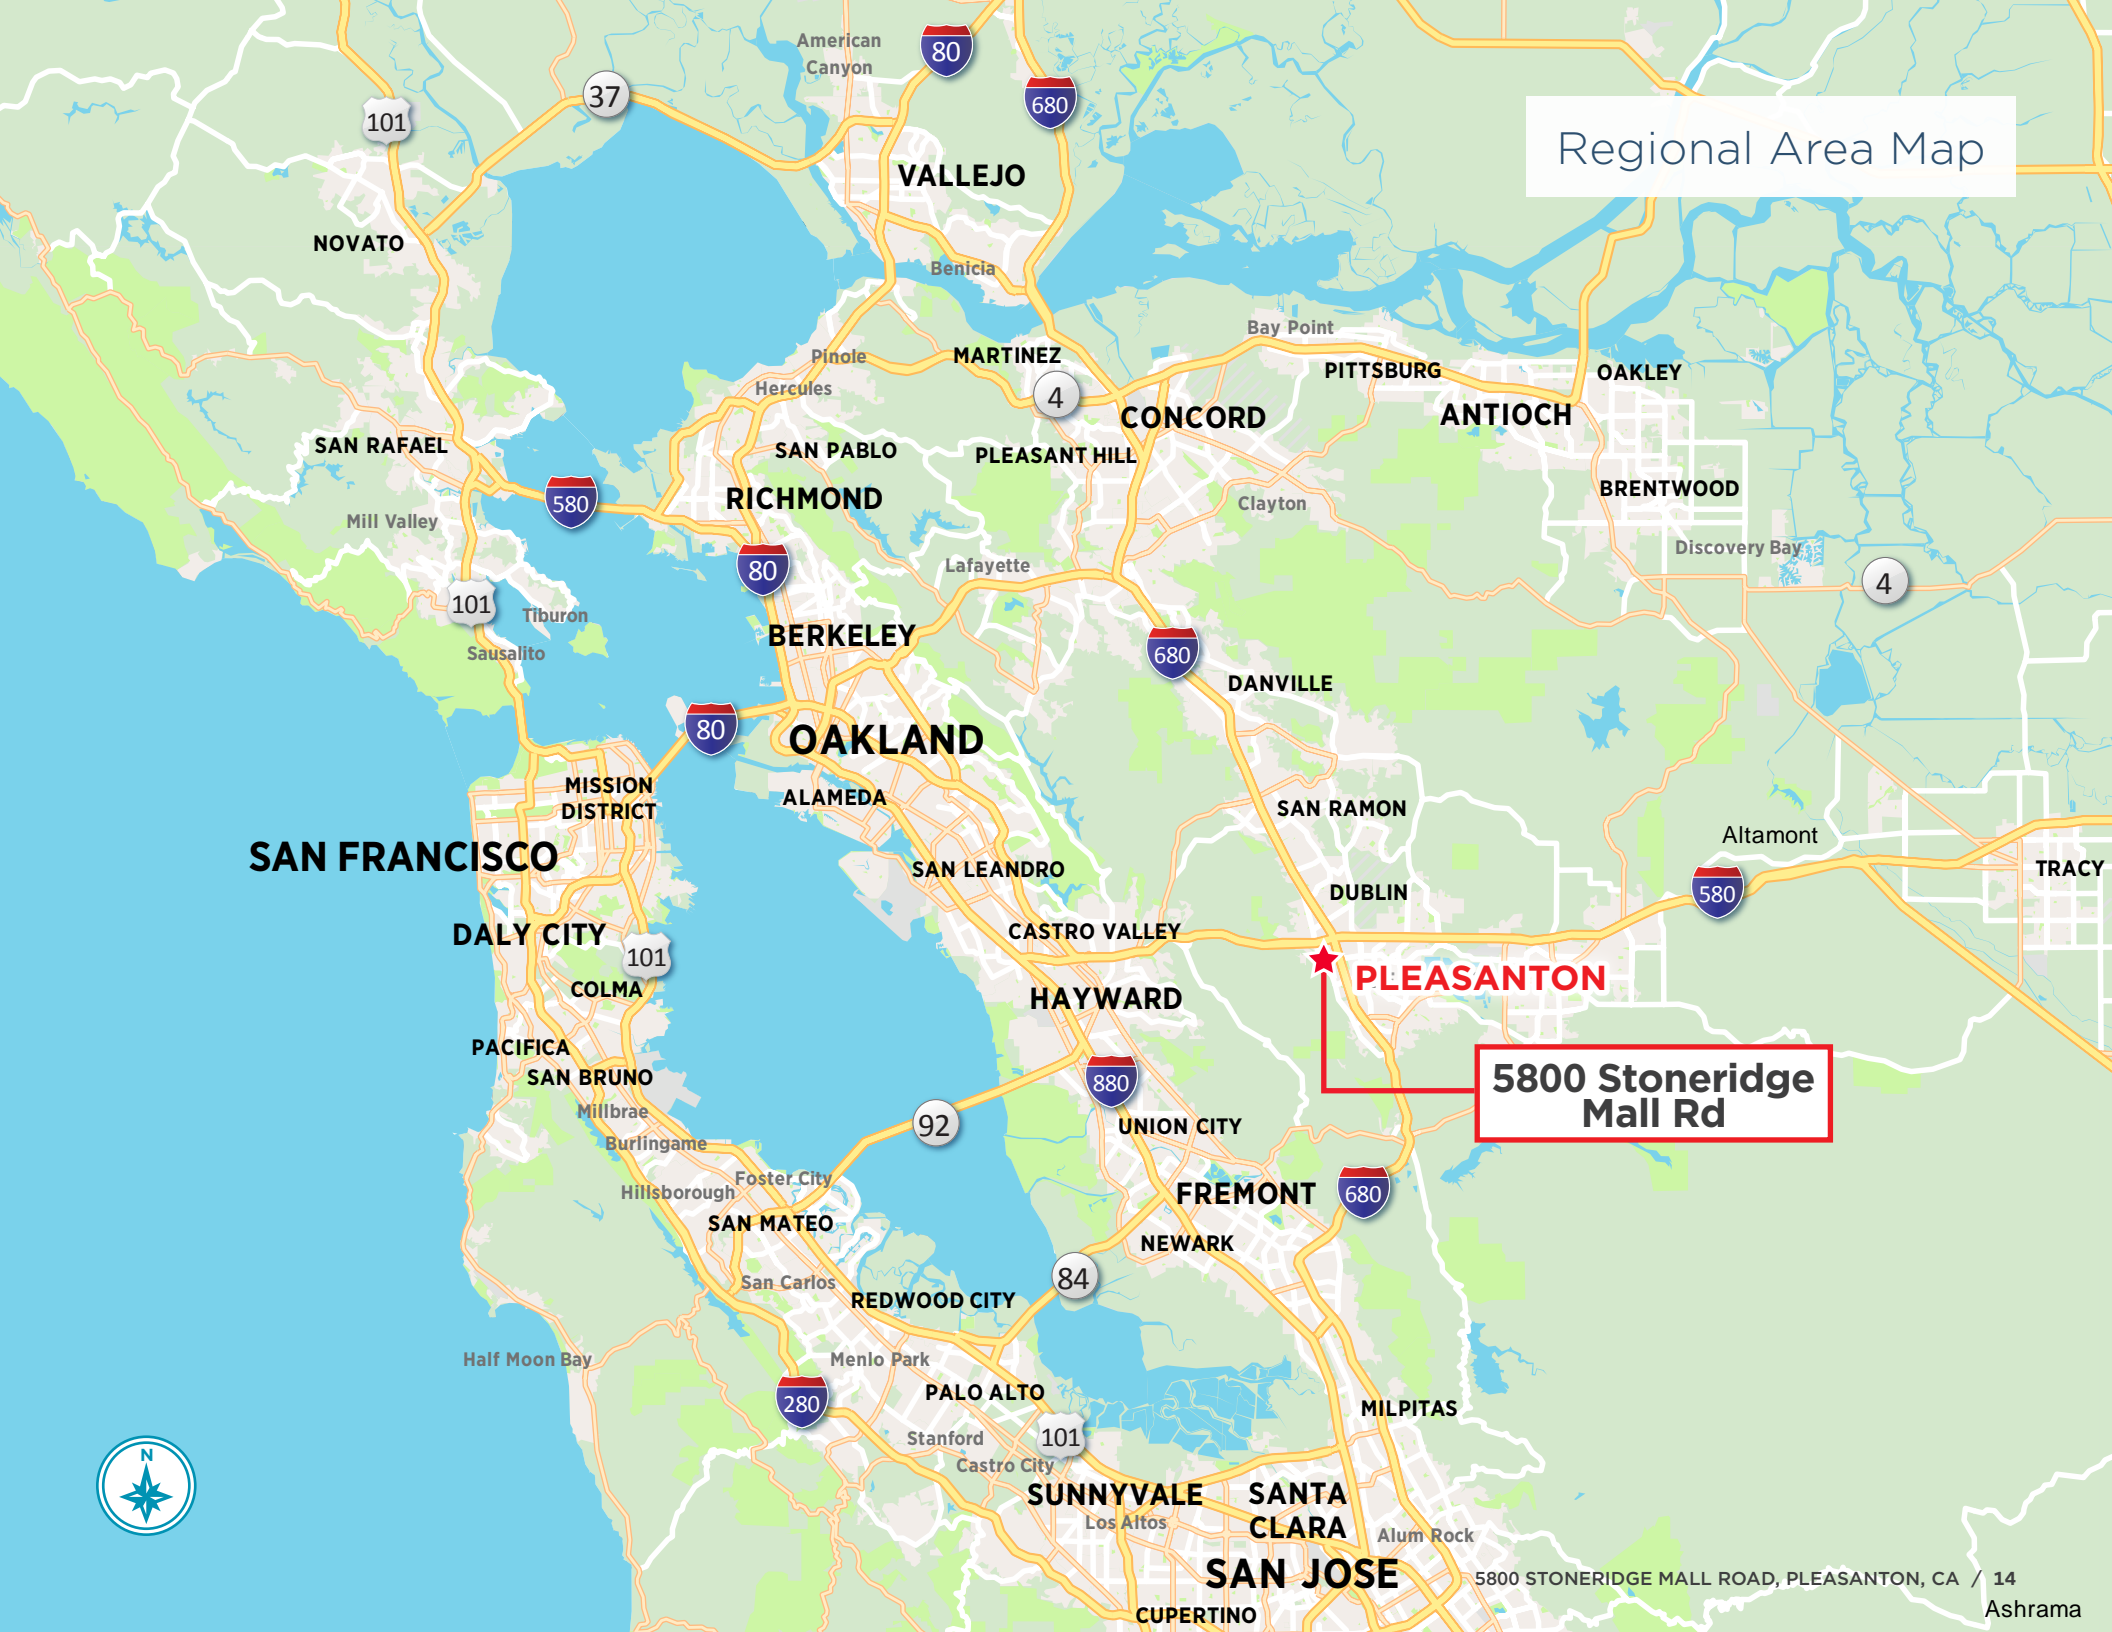 American
Canyon
80
37
680
101
Regional Area Map
VALLEJO
NOVATO
Benicia
Bay Point
Pinole
MARTINEZ
PITTSBURG
OAKLEY
Hercules
4
CONCORD
ANTIOCH
SAN RAFAEL
SAN PABLO
PLEASANT HILL
580
RICHMOND
Clayton
BRENTWOOD
Mill Valley
Discovery Bay
80
Lafayette
4
101
Tiburon
BERKELEY
Sausalito
680
DANVILLE
80
OAKLAND
MISSION
DISTRICT
ALAMEDA
SAN RAMON
Altamont
SAN FRANCISCO
SAN LEANDRO
TRACY
DUBLIN
580
DALY CITY
CASTRO VALLEY
101
PLEASANTON
COLMA
HAYWARD
PACIFICA
SAN BRUNO
880
5800 Stoneridge
Mall Rd
Millbrae
92
UNION CITY
Burlingame
Foster City
Hillsborough
FREMONT
680
SAN MATEO
NEWARK
San Carlos
84
REDWOOD CITY
Half Moon Bay
Menlo Park
PALO ALTO
280
MILPITAS
Stanford
101
Castro City
N
SUNNYVALE
SANTA
CLARA
Los Altos
Alum Rock
SAN JOSE
5800 STONERIDGE MALL ROAD, PLEASANTON, CA / 14
CUPERTINO
Ashrama